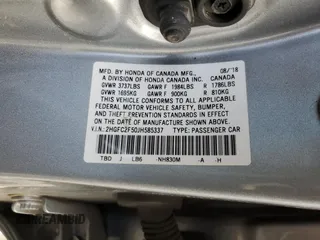 MFD. BY HONDA OF CANADA MFG., 08/'18
A DIVISION OF HONDA CANADA INC. CANADA
GVWR 3737LBS GAWR F 1984LBS R 1786LBS
GVWR 1695KG GAWR F 900KG R 810KG
THIS VEHICLE CONFORMS TO ALL APPLICABLE
FEDERAL MOTOR VEHICLE SAFETY, BUMPER,
AND THEFT PREVENTION STANDARDS IN EFFECT
ON THE DATE OF MANUFACTURE SHOWN ABOVE.
V.I.N.: 2HGFC2F50JH585337 TYPE: PASSENGER CAR
TBD J LB6 NH830M -A -H